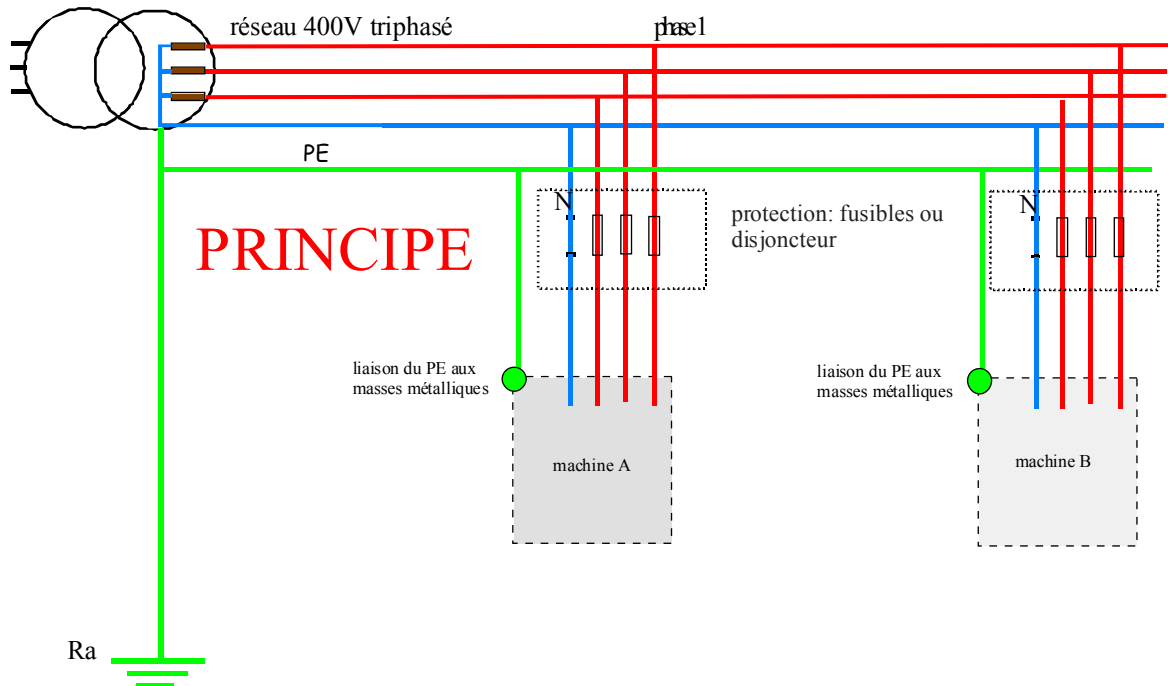 réseau 400V triphasé
phase1
PE
N
protection: fusibles ou
disjoncteur
N
PRINCIPE
liaison du PE aux
masses métalliques
liaison du PE aux
masses métalliques
machine A
machine B
Ra